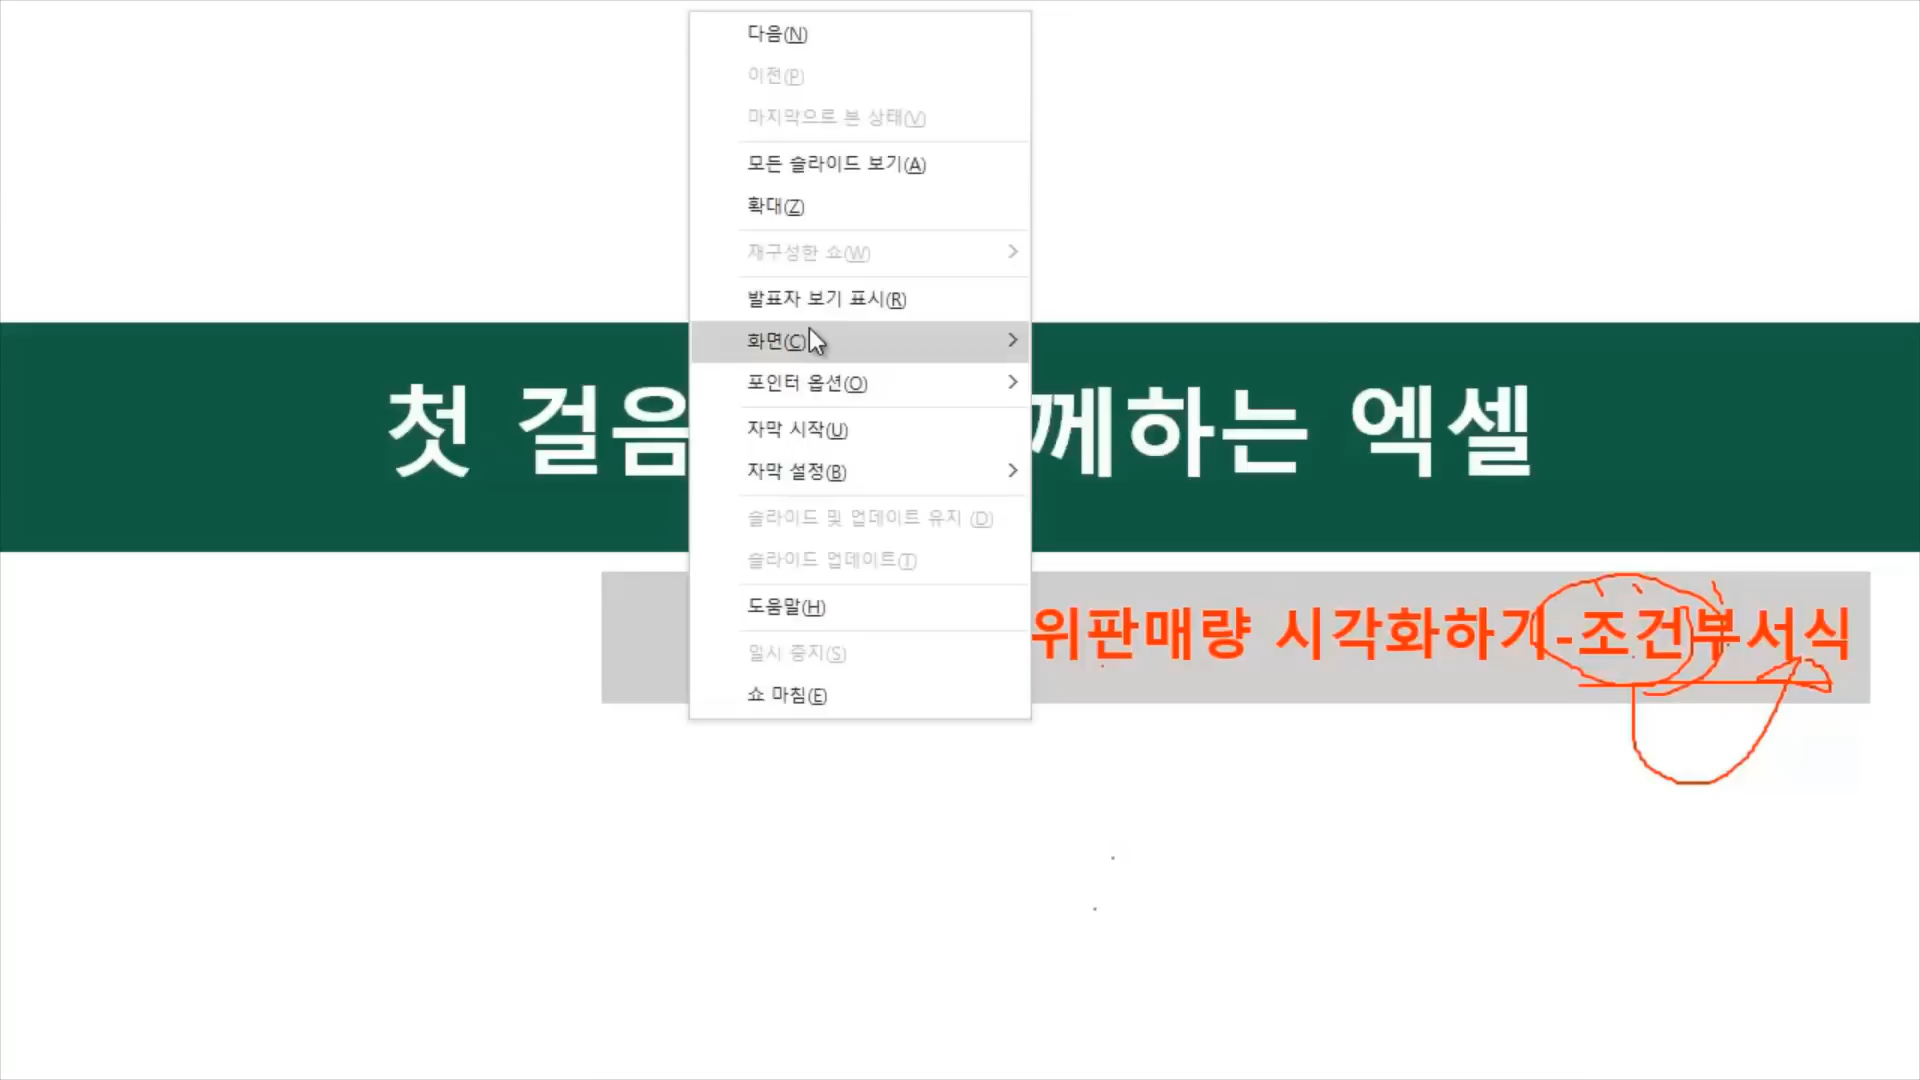 다음(N)
이전(P)
마지막으로 본 상태(V)
모든 슬라이드 보기(A)
확대(Z)
재구성한 쇼(W)
발표자 보기 표시(R)
화면(C)
포인터 옵션(O)
자막 시작(U)
자막 설정(B)
슬라이드 및 업데이트 유지 (D)
슬라이드 업데이트(T)
도움말(H)
일시 중지(S)
쇼 마침(E)
첫 걸음 께하는 엑셀
위판매량 시각화하기-조건부서식